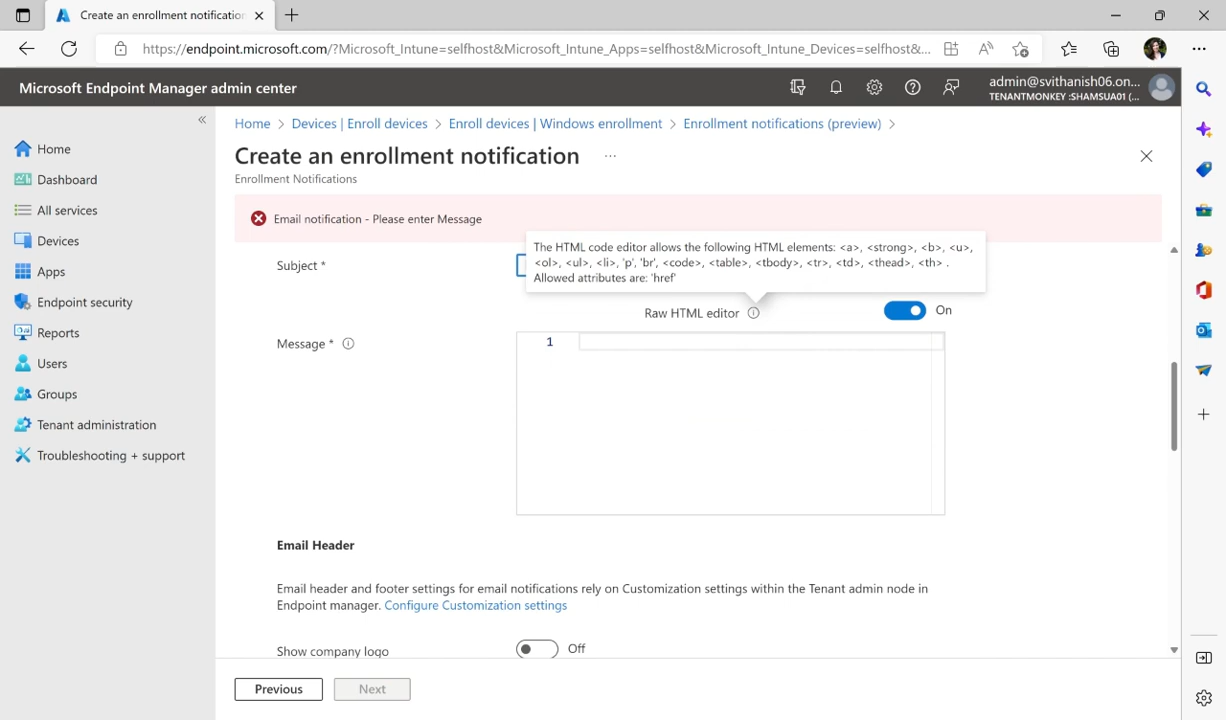 Create an enrollment notification
https://endpoint.microsoft.com/?Microsoft_Intune=selfhost&Microsoft_Intune_Apps=selfhost&Microsoft_Intune_Devices=selfhost&...
Microsoft Endpoint Manager admin center
admin@svithanish06.on...
TENANTMONKEY :SHAMSUA01 (...
Home
Dashboard
All services
Devices
Apps
Endpoint security
Reports
Users
Groups
Tenant administration
Troubleshooting + support
Home > Devices | Enroll devices > Enroll devices | Windows enrollment > Enrollment notifications (preview) >
Create an enrollment notification ...
Enrollment Notifications
Email notification - Please enter Message
The HTML code editor allows the following HTML elements: <a>, <strong>, <b>, <u>,
<ol>, <ul>, <li>, 'p', 'br', <code>, <table>, <tbody>, <tr>, <td>, <thead>, <th> .
Allowed attributes are: 'href'
Subject *
Raw HTML editor
On
Message *
1
Email Header
Email header and footer settings for email notifications rely on Customization settings within the Tenant admin node in
Endpoint manager. Configure Customization settings
Show company logo
Off
Previous
Next